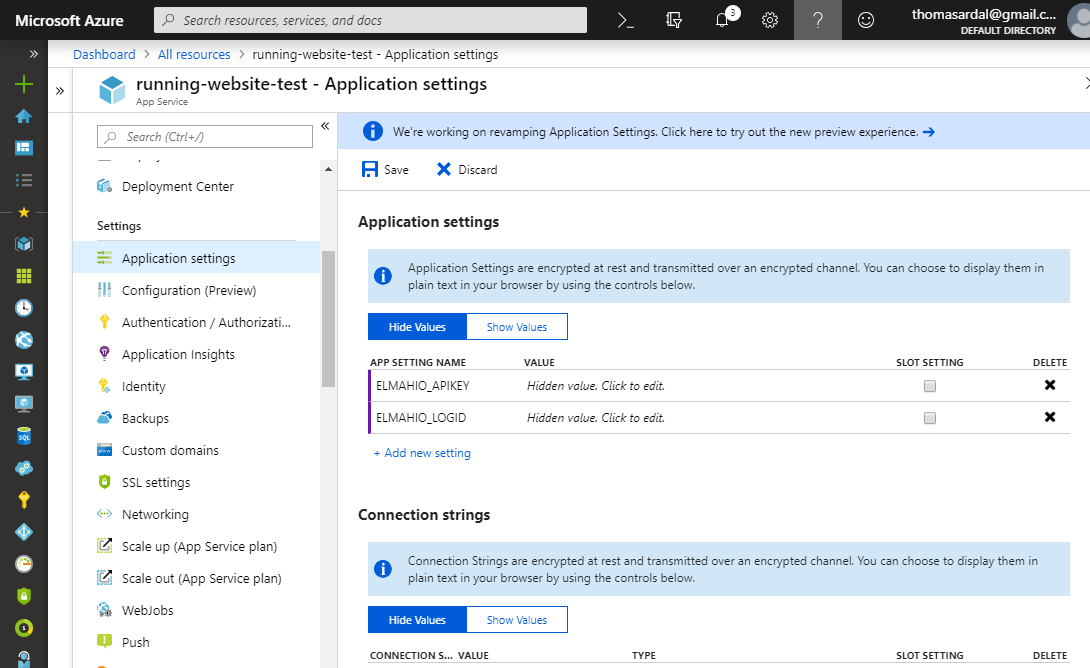 Microsoft Azure
Search resources, services, and docs
3
?
thomasardal@gmail.c...
DEFAULT DIRECTORY
Dashboard > All resources > running-website-test - Application settings
running-website-test - Application settings
App Service
Search (Ctrl+/)
Deployment Center
Settings
Application settings
Configuration (Preview)
Authentication / Authorizati...
Application Insights
Identity
Backups
Custom domains
SSL settings
Networking
Scale up (App Service plan)
Scale out (App Service plan)
WebJobs
Push
SQL
We're working on revamping Application Settings. Click here to try out the new preview experience. →
Save Discard
Application settings
Application Settings are encrypted at rest and transmitted over an encrypted channel. You can choose to display them in
plain text in your browser by using the controls below.
Hide Values Show Values
APP SETTING NAME VALUE SLOT SETTING DELETE
ELMAHIO_APIKEY Hidden value. Click to edit.
ELMAHIO_LOGID Hidden value. Click to edit.
+ Add new setting
Connection strings
Connection Strings are encrypted at rest and transmitted over an encrypted channel. You can choose to display them in
plain text in your browser by using the controls below.
Hide Values Show Values
CONNECTION S... VALUE TYPE SLOT SETTING DELETE